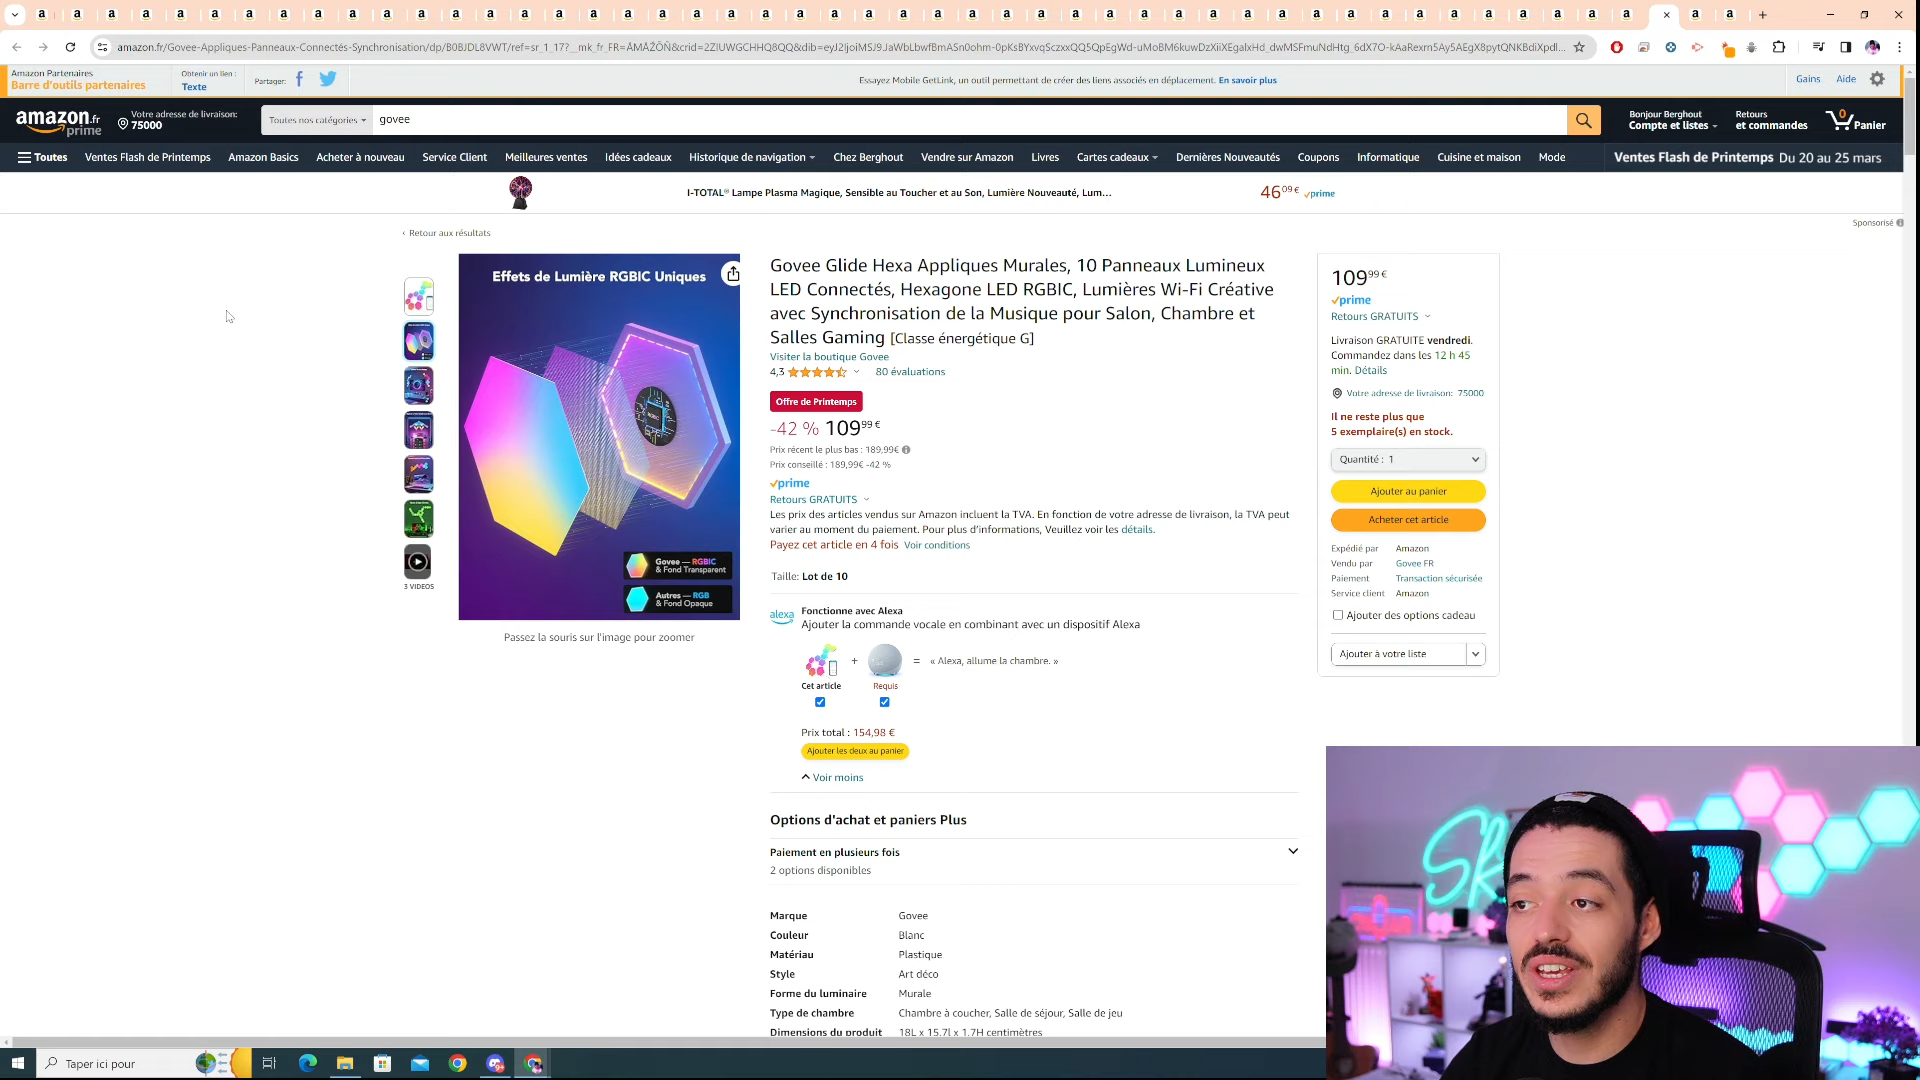 amazon.fr/Govee-Appliques-Panneaux-Connectés-Synchronisation/dp/B0BJDL8VWT/ref=sr_1_17?__mk_fr_FR=ÅMÅŽÕÑ&crid=
Amazon Partenaires
Barre d'outils partenaires
Obtenir un lien :
Texte
Partager:
Essayez Mobile GetLink, un outil permettant de créer des liens associés en déplacement. En savoir plus
Gains
Aide
amazon.fr
prime
Votre adresse de livraison:
75000
Toutes nos catégories
govee
Bonjour Berghout
Compte et listes
Retours
et commandes
0
Panier
Toutes
Ventes Flash de Printemps
Amazon Basics
Acheter à nouveau
Service Client
Meilleures ventes
Idées cadeaux
Historique de navigation
Chez Berghout
Vendre sur Amazon
Livres
Cartes cadeaux
Dernières Nouveautés
Coupons
Informatique
Cuisine et maison
Mode
Ventes Flash de Printemps Du 20 au 25 mars
I-TOTAL® Lampe Plasma Magique, Sensible au Toucher et au Son, Lumière Nouveauté, Lum...
46,09 € prime
Sponsorisé
‹ Retour aux résultats
Effets de Lumière RGBIC Uniques
RGBIC
Govee — RGBIC
& Fond Transparent
Autres — RGB
& Fond Opaque
3 VIDEOS
Passez la souris sur l'image pour zoomer
Govee Glide Hexa Appliques Murales, 10 Panneaux Lumineux
LED Connectés, Hexagone LED RGBIC, Lumières Wi-Fi Créative
avec Synchronisation de la Musique pour Salon, Chambre et
Salles Gaming [Classe énergétique G]
Visiter la boutique Govee
4,3
80 évaluations
Offre de Printemps
-42 % 109,99 €
Prix récent le plus bas : 189,99€
Prix conseillé : 189,99€ -42 %
prime
Retours GRATUITS
Les prix des articles vendus sur Amazon incluent la TVA. En fonction de votre adresse de livraison, la TVA peut
varier au moment du paiement. Pour plus d'informations, Veuillez voir les détails.
Payez cet article en 4 fois Voir conditions
Taille: Lot de 10
alexa
Fonctionne avec Alexa
Ajouter la commande vocale en combinant avec un dispositif Alexa
+
=
« Alexa, allume la chambre. »
Cet article
Requis
Prix total : 154,98 €
Ajouter les deux au panier
Voir moins
Options d'achat et paniers Plus
Paiement en plusieurs fois
2 options disponibles
Marque Govee
Couleur Blanc
Matériau Plastique
Style Art déco
Forme du luminaire Murale
Type de chambre Chambre à coucher, Salle de séjour, Salle de jeu
Dimensions du produit 18L x 15.7l x 1.7H centimètres
109,99 €
prime
Retours GRATUITS
Livraison GRATUITE vendredi.
Commandez dans les 12 h 45
min. Détails
Votre adresse de livraison: 75000
Il ne reste plus que
5 exemplaire(s) en stock.
Quantité : 1
Ajouter au panier
Acheter cet article
Expédié par Amazon
Vendu par Govee FR
Paiement Transaction sécurisée
Service client Amazon
Ajouter des options cadeau
Ajouter à votre liste
Taper ici pour